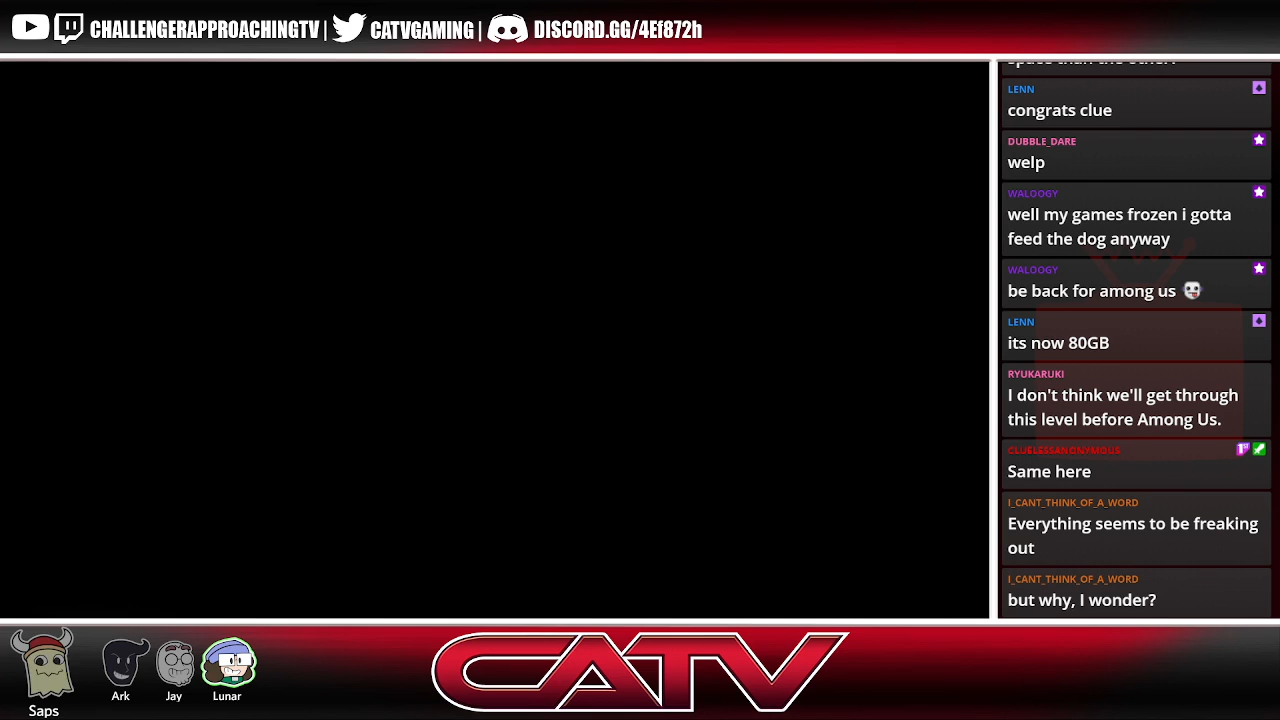 CHALLENGERAPPROACHINGTV | CATVGAMING | DISCORD.GG/4Ef872h
LENN
congrats clue
DUBBLE_DARE
welp
WALOOGY
well my games frozen i gotta
feed the dog anyway
WALOOGY
be back for among us
LENN
its now 80GB
RYUKARUKI
I don't think we'll get through
this level before Among Us.
CLUELESSANONYMOUS
Same here
I_CANT_THINK_OF_A_WORD
Everything seems to be freaking
out
I_CANT_THINK_OF_A_WORD
but why, I wonder?
Saps
Ark
Jay
Lunar
CATV